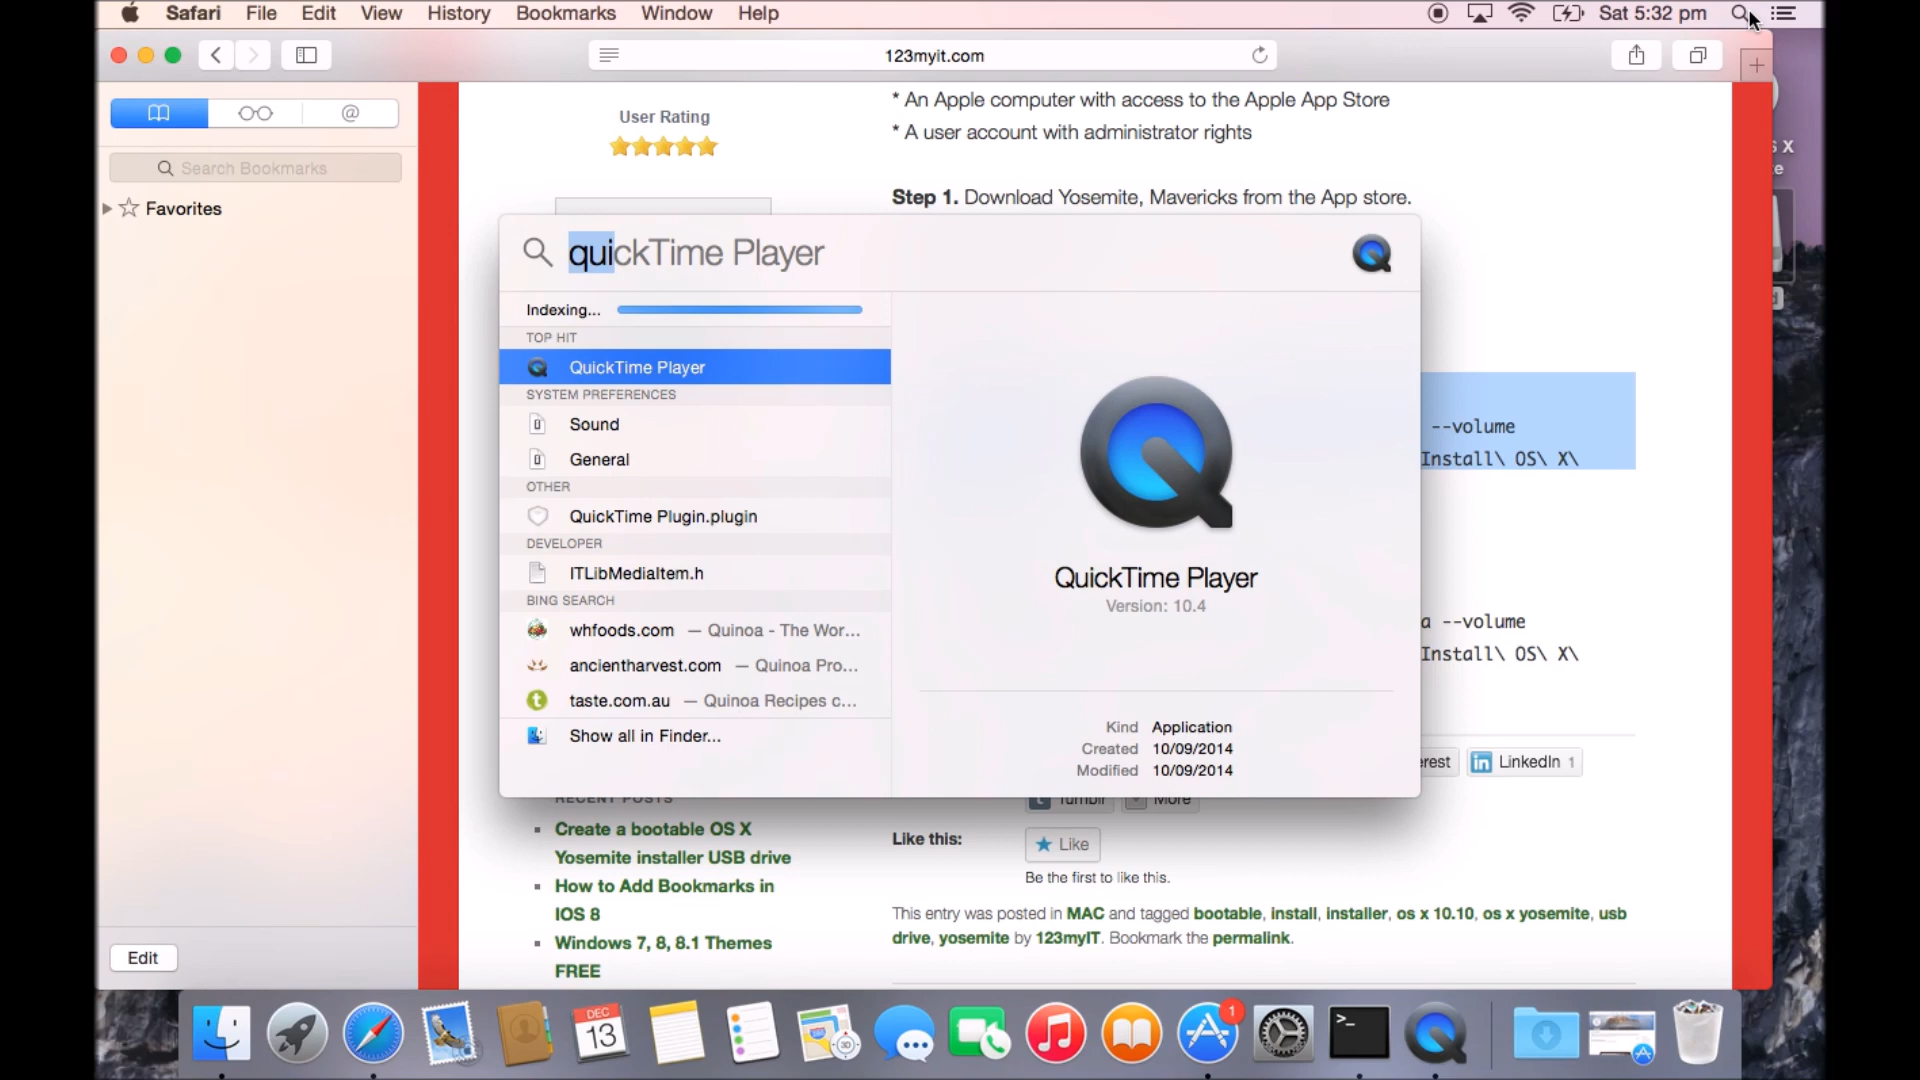 Safari File Edit View History Bookmarks Window Help Sat 5:32 pm
123myit.com
@
Search Bookmarks
Favorites
Edit
User Rating
* An Apple computer with access to the Apple App Store
* A user account with administrator rights
Step 1. Download Yosemite, Mavericks from the App store.
quickTime Player
Indexing...
TOP HIT
QuickTime Player
SYSTEM PREFERENCES
Sound
General
OTHER
QuickTime Plugin.plugin
DEVELOPER
ITLibMediaItem.h
BING SEARCH
whfoods.com — Quinoa - The Wor...
ancientharvest.com — Quinoa Pro...
taste.com.au — Quinoa Recipes c...
Show all in Finder...
QuickTime Player
Version: 10.4
Kind Application
Created 10/09/2014
Modified 10/09/2014
--volume
Install\ OS\ X\
a --volume
Install\ OS\ X\
erest LinkedIn 1
Tumblr More
RECENT POSTS
Create a bootable OS X
Yosemite installer USB drive
How to Add Bookmarks in
IOS 8
Windows 7, 8, 8.1 Themes
FREE
Like this:
Like
Be the first to like this.
This entry was posted in MAC and tagged bootable, install, installer, os x 10.10, os x yosemite, usb
drive, yosemite by 123myIT. Bookmark the permalink.
DEC
13
1